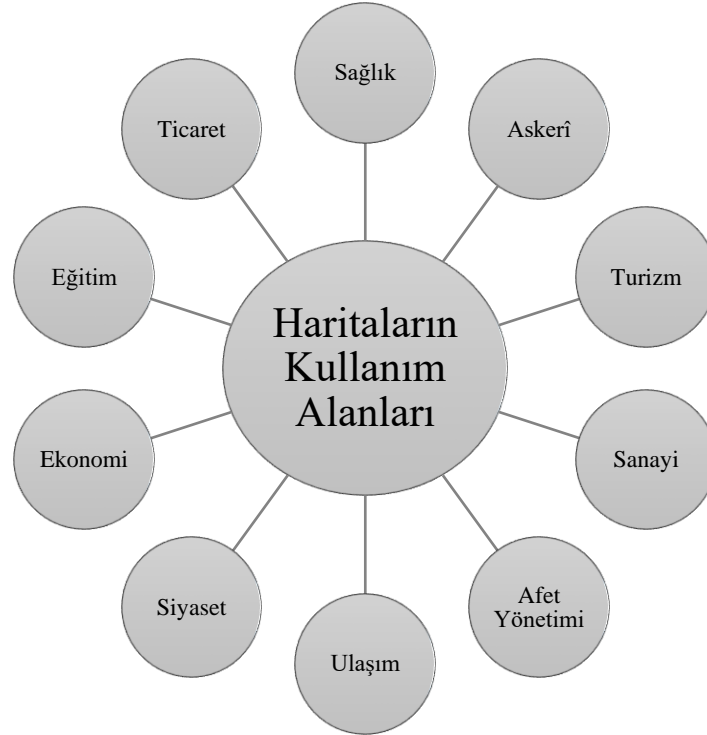 Haritaların
Kullanım
Alanları
Sağlık
Askerî
Turizm
Sanayi
Afet
Yönetimi
Ulaşım
Siyaset
Ekonomi
Eğitim
Ticaret